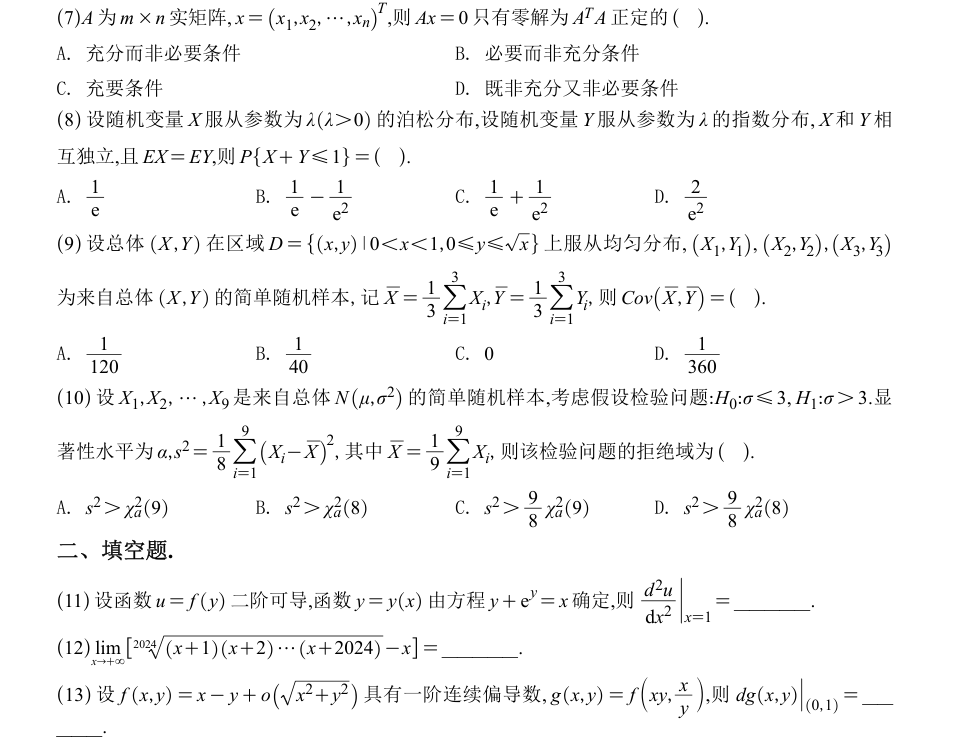 (7)A 为 m × n 实矩阵, x = (x₁,x₂, ⋯,xₙ)ᵀ,则 Ax = 0 只有零解为 AᵀA 正定的 (   ).
A. 充分而非必要条件 B. 必要而非充分条件
C. 充要条件 D. 既非充分又非必要条件
(8) 设随机变量 X 服从参数为 λ(λ>0) 的泊松分布,设随机变量 Y 服从参数为 λ 的指数分布, X 和 Y 相
互独立,且 EX = EY,则 P{X + Y ⩽ 1} = (   ).
A. 1/e B. 1/e − 1/e² C. 1/e + 1/e² D. 2/e²
(9) 设总体 (X,Y) 在区域 D = {(x,y) | 0<x<1,0⩽y⩽√x} 上服从均匀分布, (X₁,Y₁), (X₂,Y₂), (X₃,Y₃)
为来自总体 (X,Y) 的简单随机样本, 记 X̅ = 1/3 ∑_{i=1}^{3} Xᵢ, Y̅ = 1/3 ∑_{i=1}^{3} Yᵢ, 则 Cov(X̅,Y̅) = (   ).
A. 1/120 B. 1/40 C. 0 D. 1/360
(10) 设 X₁,X₂, ⋯ ,X₉ 是来自总体 N(μ,σ²) 的简单随机样本,考虑假设检验问题:H₀:σ ⩽ 3, H₁:σ > 3.显
著性水平为 α,s² = 1/8 ∑_{i=1}^{9} (Xᵢ − X̅)², 其中 X̅ = 1/9 ∑_{i=1}^{9} Xᵢ, 则该检验问题的拒绝域为 (   ).
A. s² > χ²ₐ(9) B. s² > χ²ₐ(8) C. s² > 9/8 χ²ₐ(9) D. s² > 9/8 χ²ₐ(8)
二、填空题.
(11) 设函数 u = f(y) 二阶可导,函数 y = y(x) 由方程 y + eʸ = x 确定,则 d²u/dx² |_{x=1} = ________.
(12) lim_{x→+∞} [ ²⁰²⁴√((x+1)(x+2)⋯(x+2024)) − x] = ________.
(13) 设 f(x,y) = x − y + o(√(x²+y²)) 具有一阶连续偏导数, g(x,y) = f(xy, x/y),则 dg(x,y)|_{(0,1)} = ___
_____.